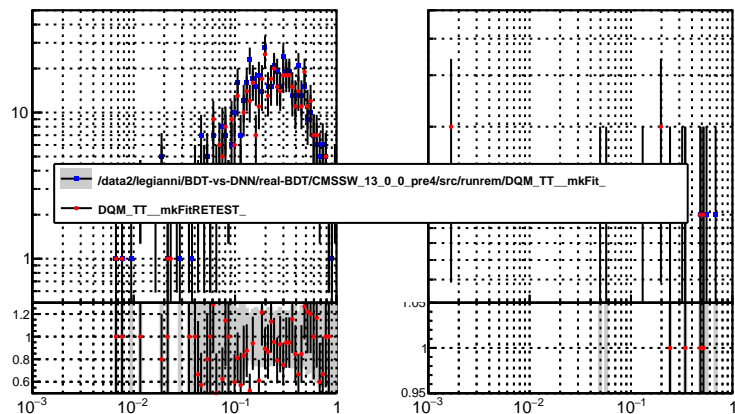 10
1
/data2/legianni/BDT-vs-DNN/real-BDT/CMSSW_13_0_0_pre4/src/runrem/DQM_TT__mkFit_
DQM_TT__mkFitRETEST_
1.2
1
0.8
0.6
10⁻³ 10⁻² 10⁻¹ 1
1.05
1
0.95
10⁻³ 10⁻² 10⁻¹ 1